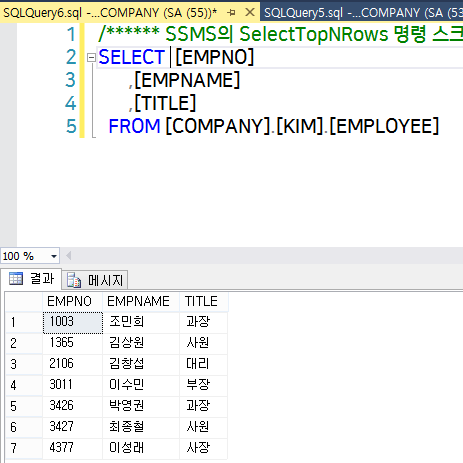 SQLQuery6.sql -...COMPANY (SA (55))* SQLQuery5.sql -...COMPANY (SA (53
1 /****** SSMS의 SelectTopNRows 명령 스크
2 SELECT [EMPNO]
3 ,[EMPNAME]
4 ,[TITLE]
5 FROM [COMPANY].[KIM].[EMPLOYEE]
100 %
결과 메시지
EMPNO EMPNAME TITLE
1 1003 조민희 과장
2 1365 김상원 사원
3 2106 김창섭 대리
4 3011 이수민 부장
5 3426 박영권 과장
6 3427 최종철 사원
7 4377 이성래 사장